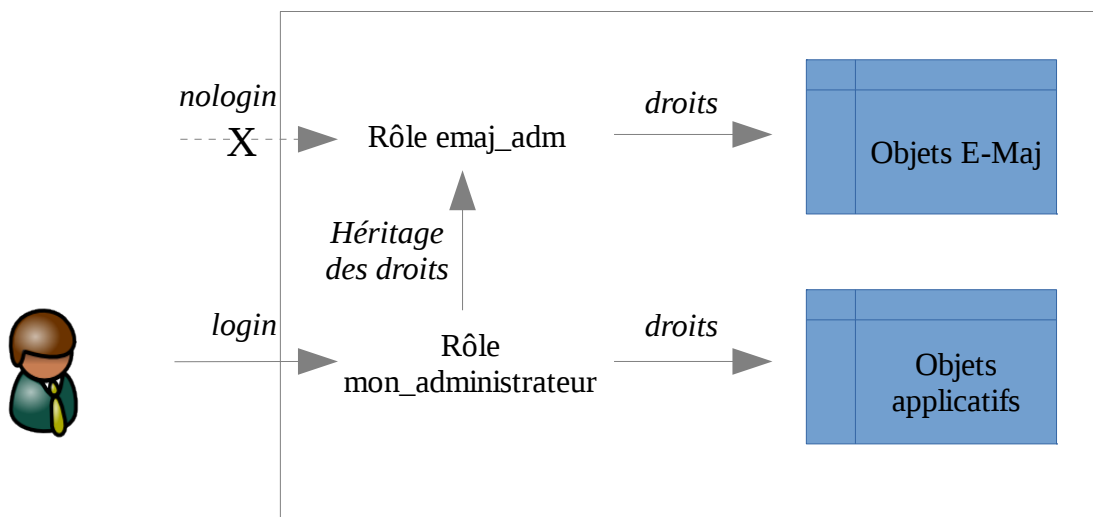 nologin
X
Rôle emaj_adm
droits
Objets E-Maj
Héritage
des droits
login
Rôle
mon_administrateur
droits
Objets
applicatifs